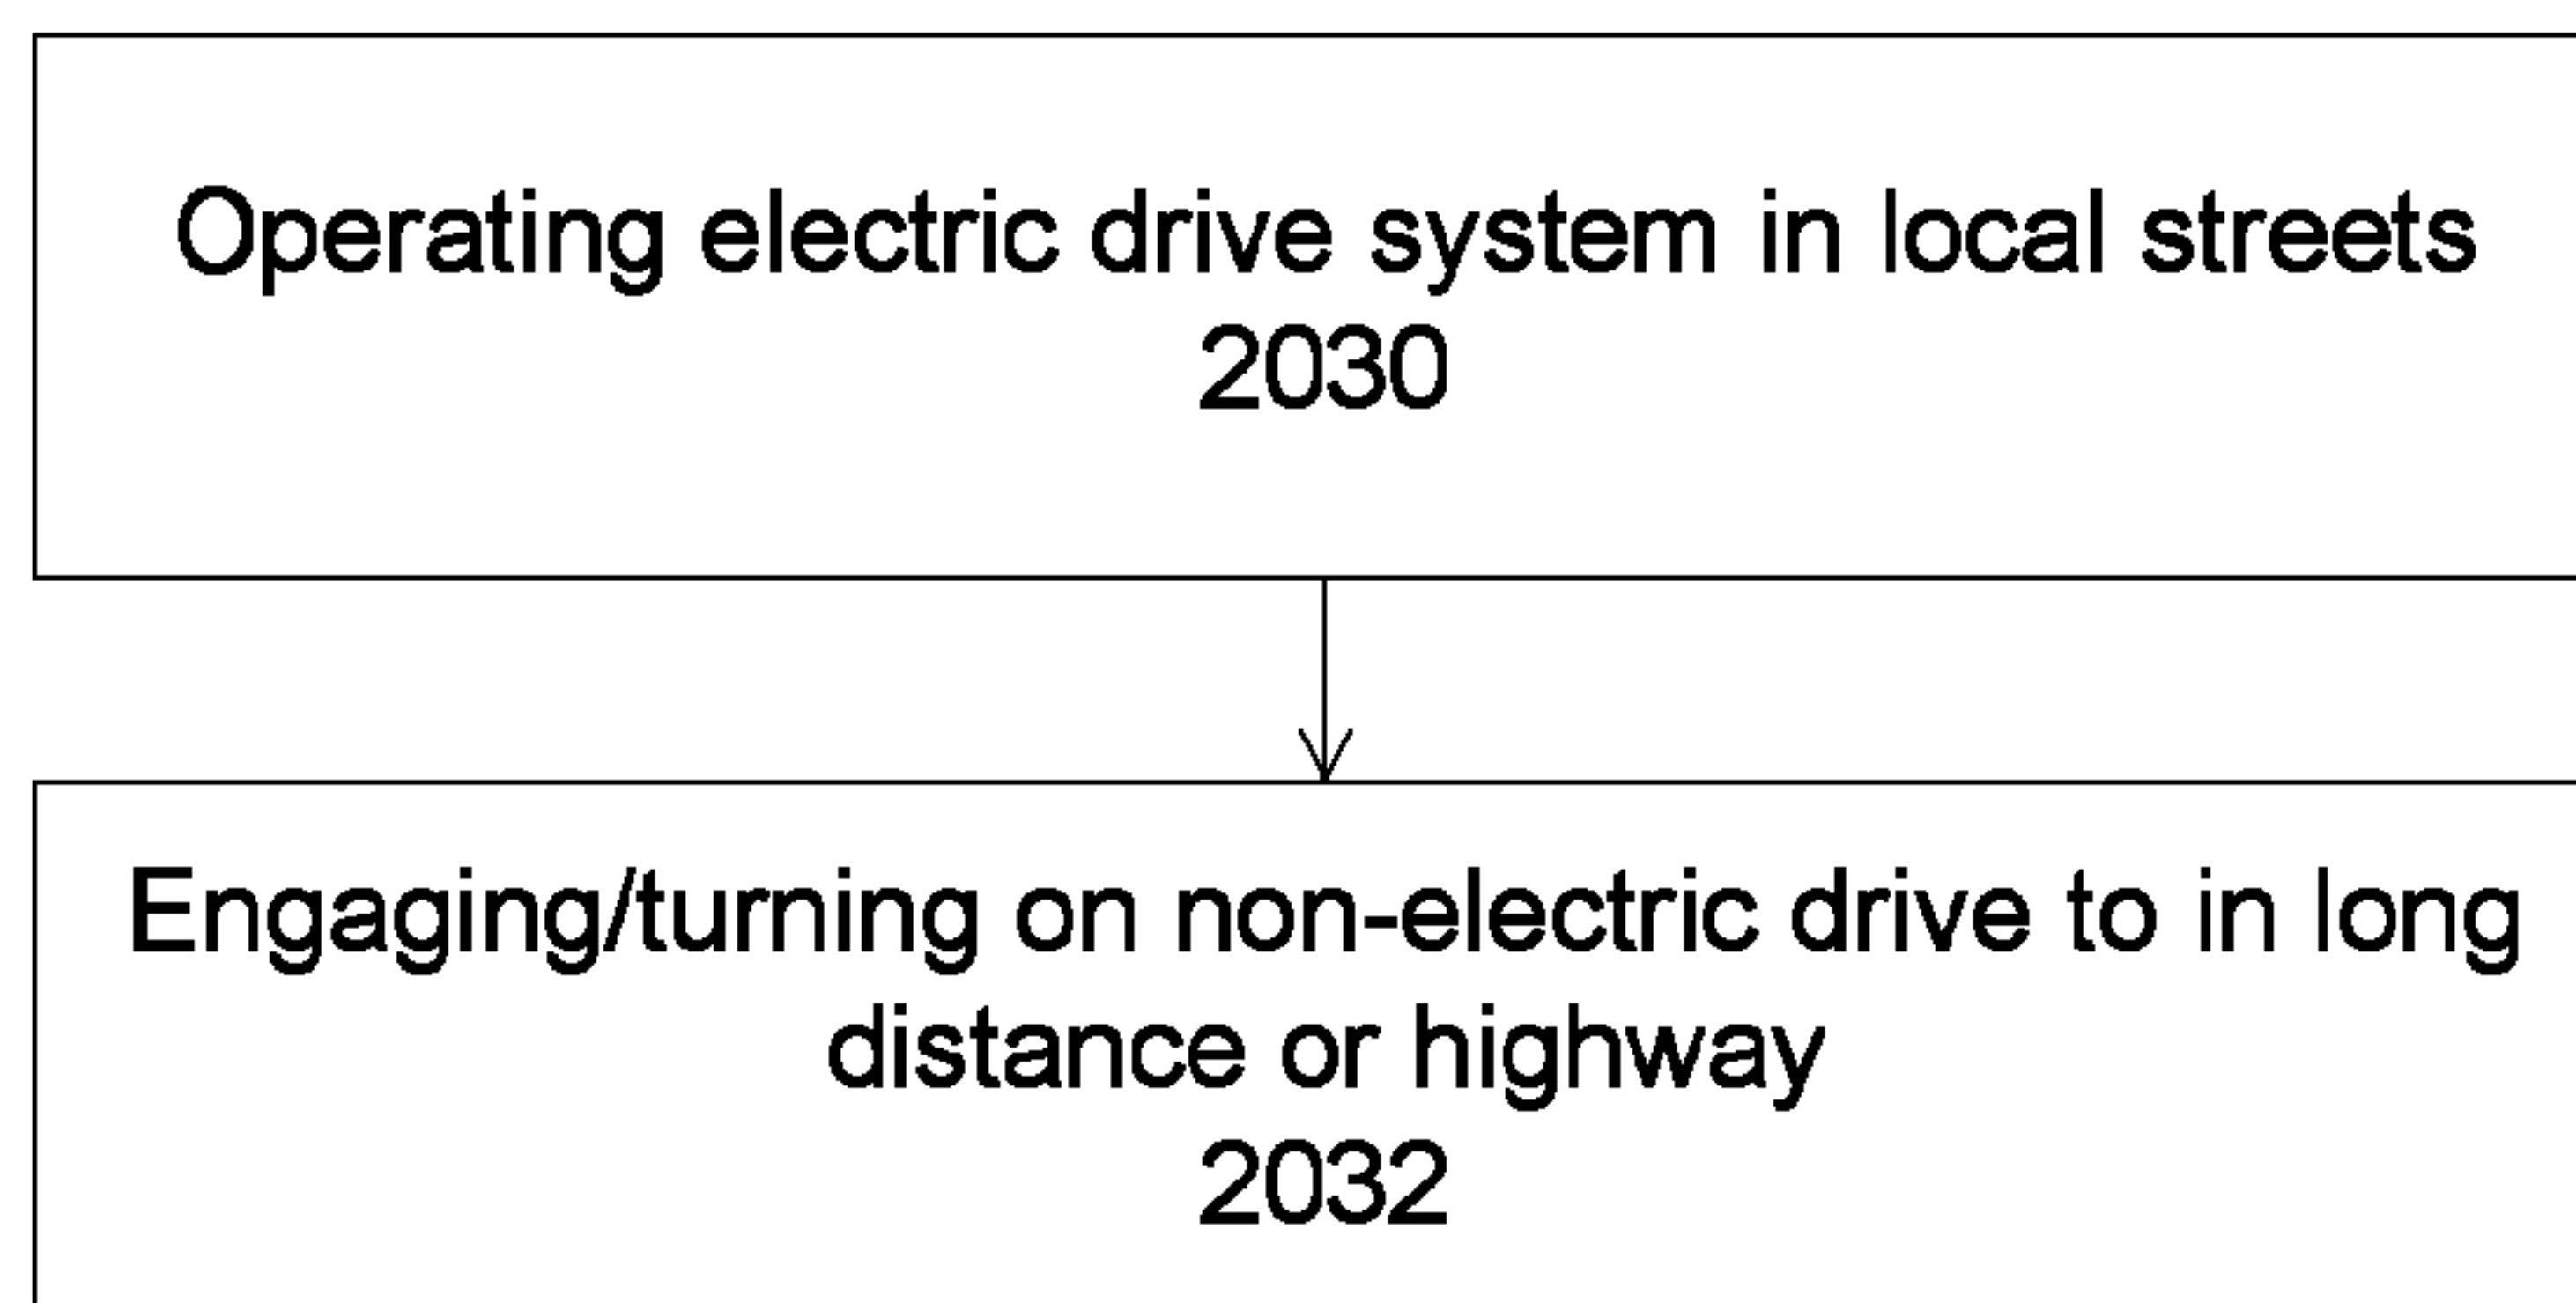 Operating electric drive system in local streets
2030
Engaging/turning on non-electric drive to in long
distance or highway
2032